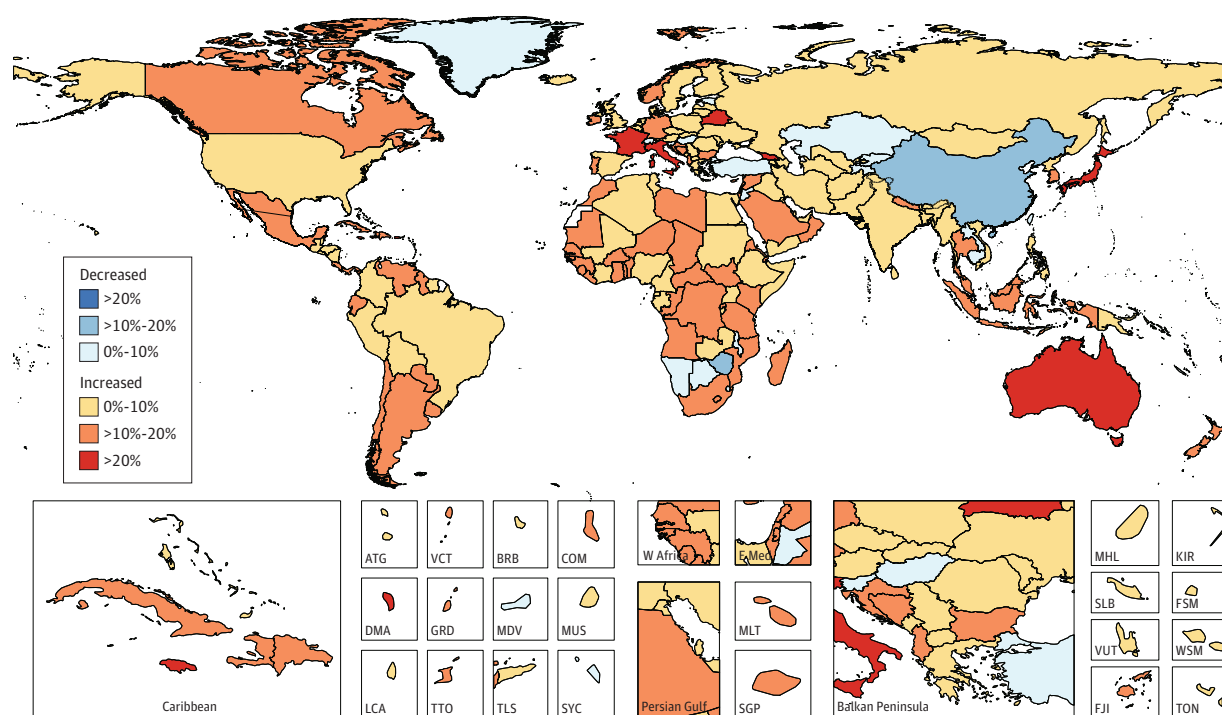 Decreased
>20%
>10%-20%
0%-10%
Increased
0%-10%
>10%-20%
>20%
Caribbean
ATG
VCT
BRB
COM
DMA
GRD
MDV
MUS
LCA
TTO
TLS
SYC
W Africa
E Med
Persian Gulf
MLT
SGP
Balkan Peninsula
MHL
KIR
SLB
FSM
VUT
WSM
FJI
TON